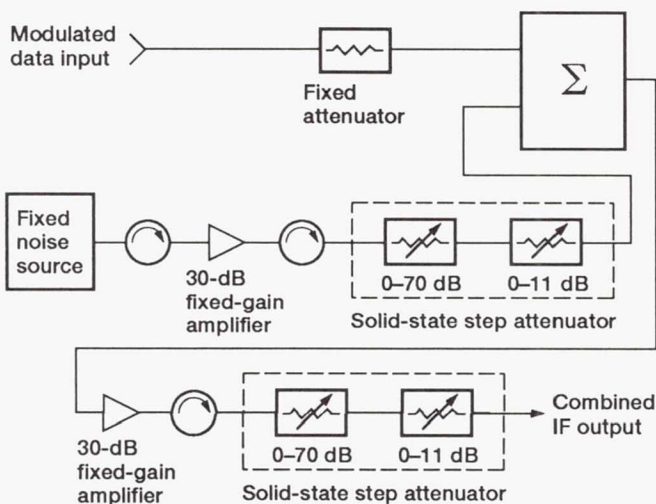 Modulated
data input
Fixed
attenuator
Σ
Fixed
noise
source
30-dB
fixed-gain
amplifier
0–70 dB
0–11 dB
Solid-state step attenuator
30-dB
fixed-gain
amplifier
0–70 dB
0–11 dB
Solid-state step attenuator
Combined
IF output